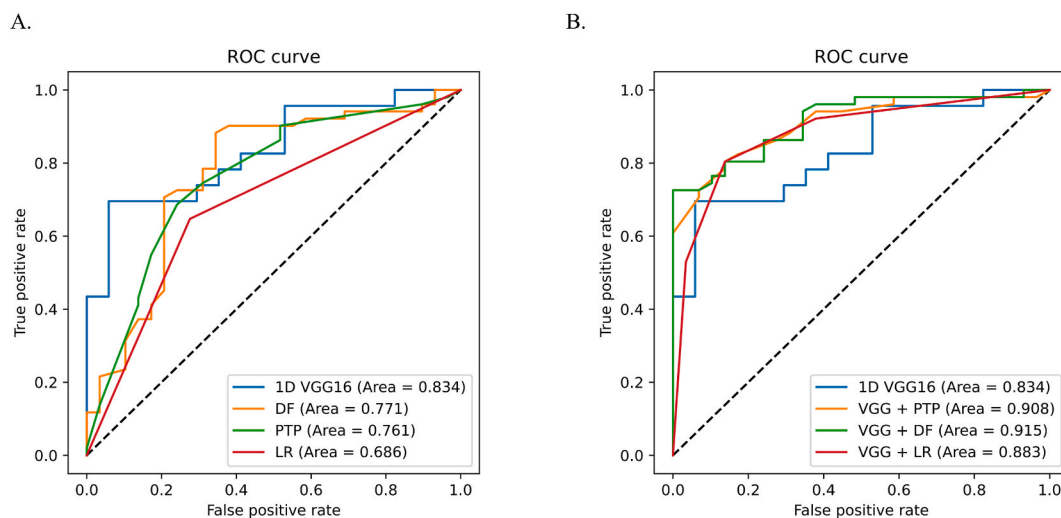 A.
ROC curve
True positive rate
1.0
0.8
0.6
0.4
0.2
0.0
1D VGG16 (Area = 0.834)
DF (Area = 0.771)
PTP (Area = 0.761)
LR (Area = 0.686)
0.0 0.2 0.4 0.6 0.8 1.0
False positive rate
B.
ROC curve
True positive rate
1.0
0.8
0.6
0.4
0.2
0.0
1D VGG16 (Area = 0.834)
VGG + PTP (Area = 0.908)
VGG + DF (Area = 0.915)
VGG + LR (Area = 0.883)
0.0 0.2 0.4 0.6 0.8 1.0
False positive rate